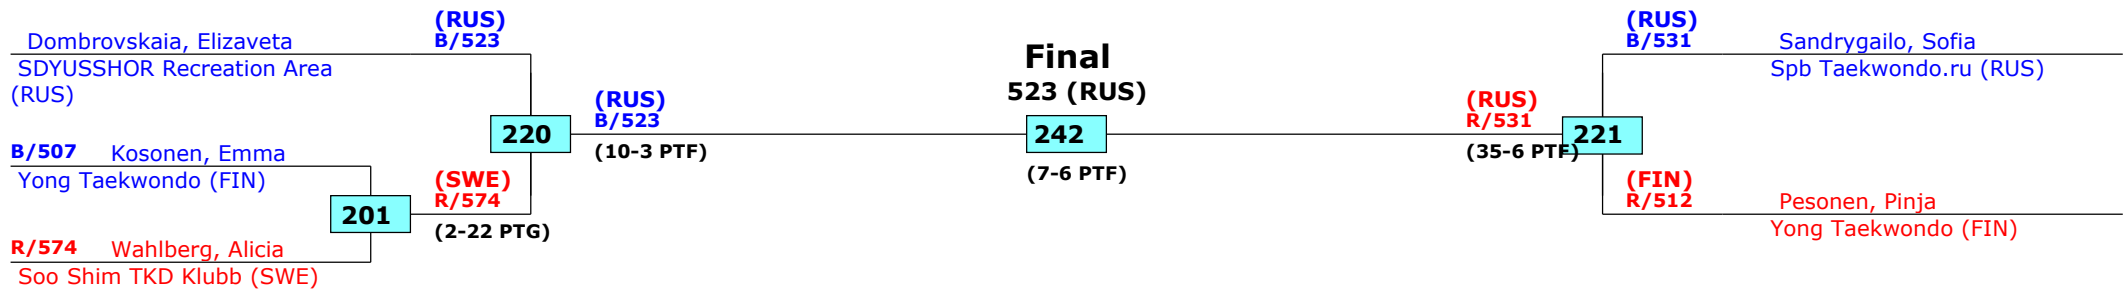 (RUS)
B/523
Dombrovskaia, Elizaveta
SDYUSSHOR Recreation Area
(RUS)
B/507 Kosonen, Emma
Yong Taekwondo (FIN)
R/574 Wahlberg, Alicia
Soo Shim TKD Klubb (SWE)
201
(SWE)
R/574
(2-22 PTG)
220
(RUS)
B/523
(10-3 PTF)
Final
523 (RUS)
242
(7-6 PTF)
(RUS)
R/531
(35-6 PTF)
221
(RUS)
B/531
Sandrygailo, Sofia
Spb Taekwondo.ru (RUS)
(FIN)
R/512
Pesonen, Pinja
Yong Taekwondo (FIN)